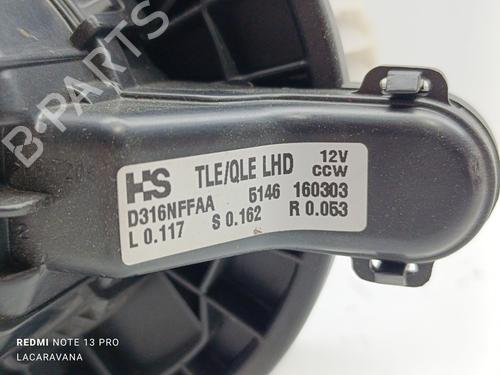 B-PARTS
HS TLE/QLE LHD 12V
CCW
D316NFFAA 5146 160303
L 0.117 S 0.162 R 0.053
REDMI NOTE 13 PRO
LACARAVANA